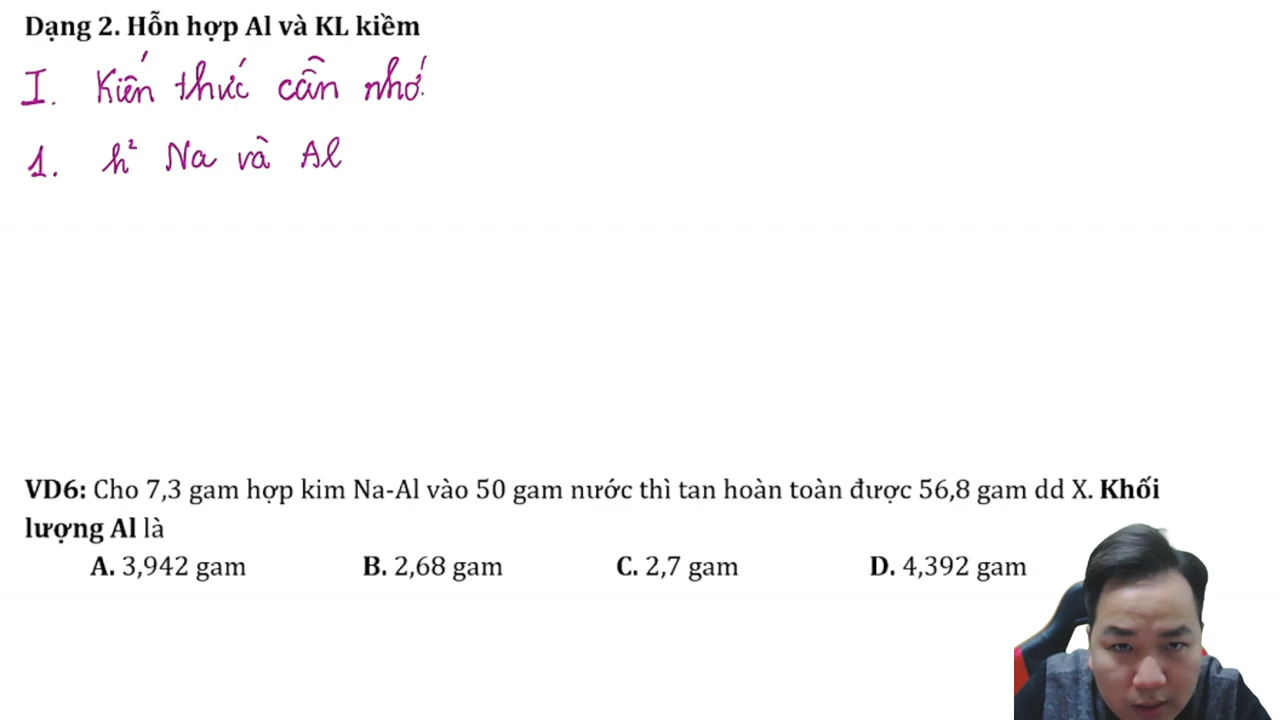 Dạng 2. Hỗn hợp Al và KL kiềm
I. Kiến thức cần nhớ.
1. h² Na và Al
VD6: Cho 7,3 gam hợp kim Na-Al vào 50 gam nước thì tan hoàn toàn được 56,8 gam dd X. Khối
lượng Al là
A. 3,942 gam B. 2,68 gam C. 2,7 gam D. 4,392 gam